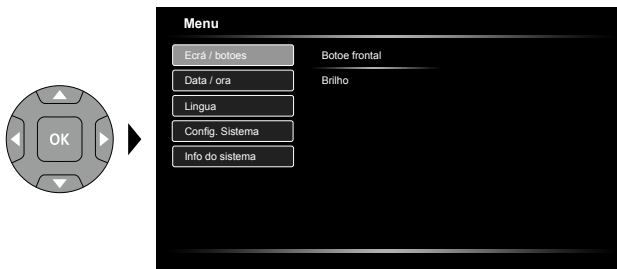 Menu
Ecrá / botoes
Botoe frontal
Data / ora
Brilho
Lingua
Config. Sistema
OK
Info do sistema